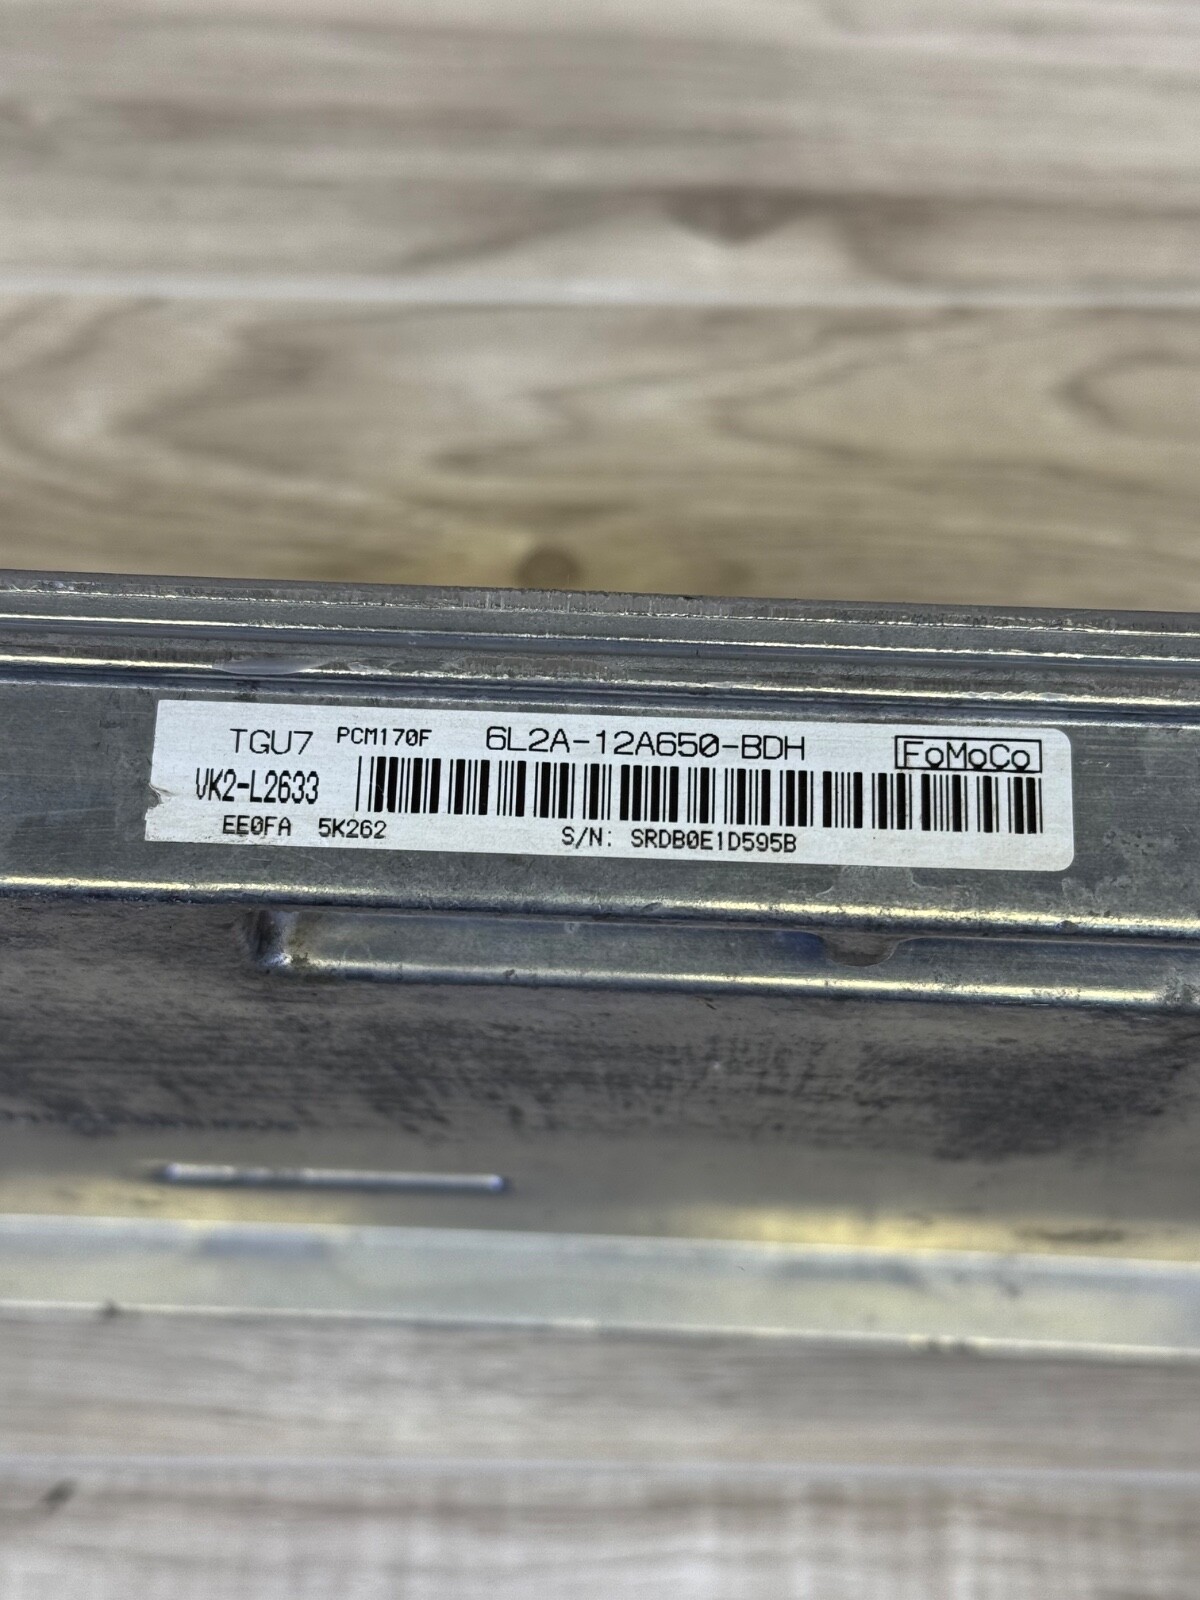 TGU7 PCM170F 6L2A-12A650-BDH FoMoCo
VK2-L2633
EE0FA 5K262 S/N: SRDB0E1D595B